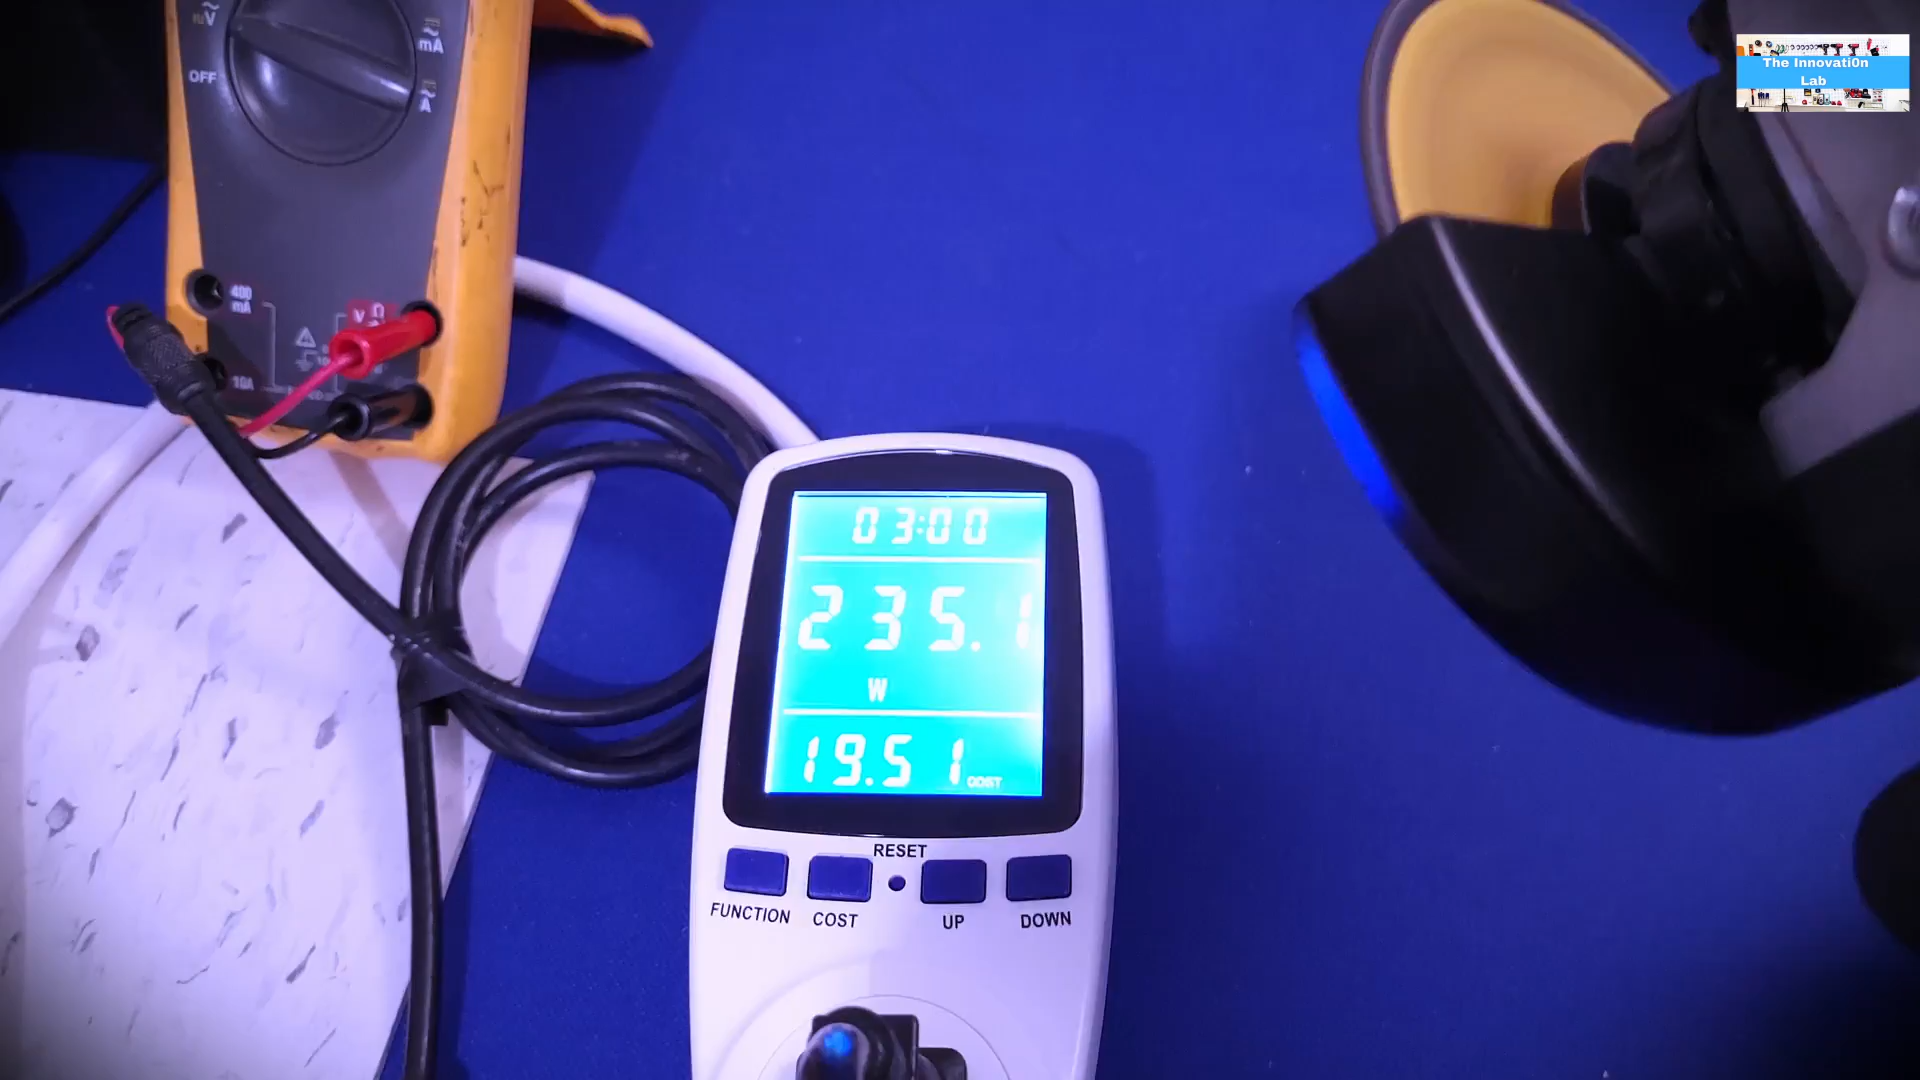 mV
mA
OFF
A
400
mA
V Ω
10A
The Innovati0n
Lab
03:00
235.1
W
19.51 COST
RESET
FUNCTION COST UP DOWN